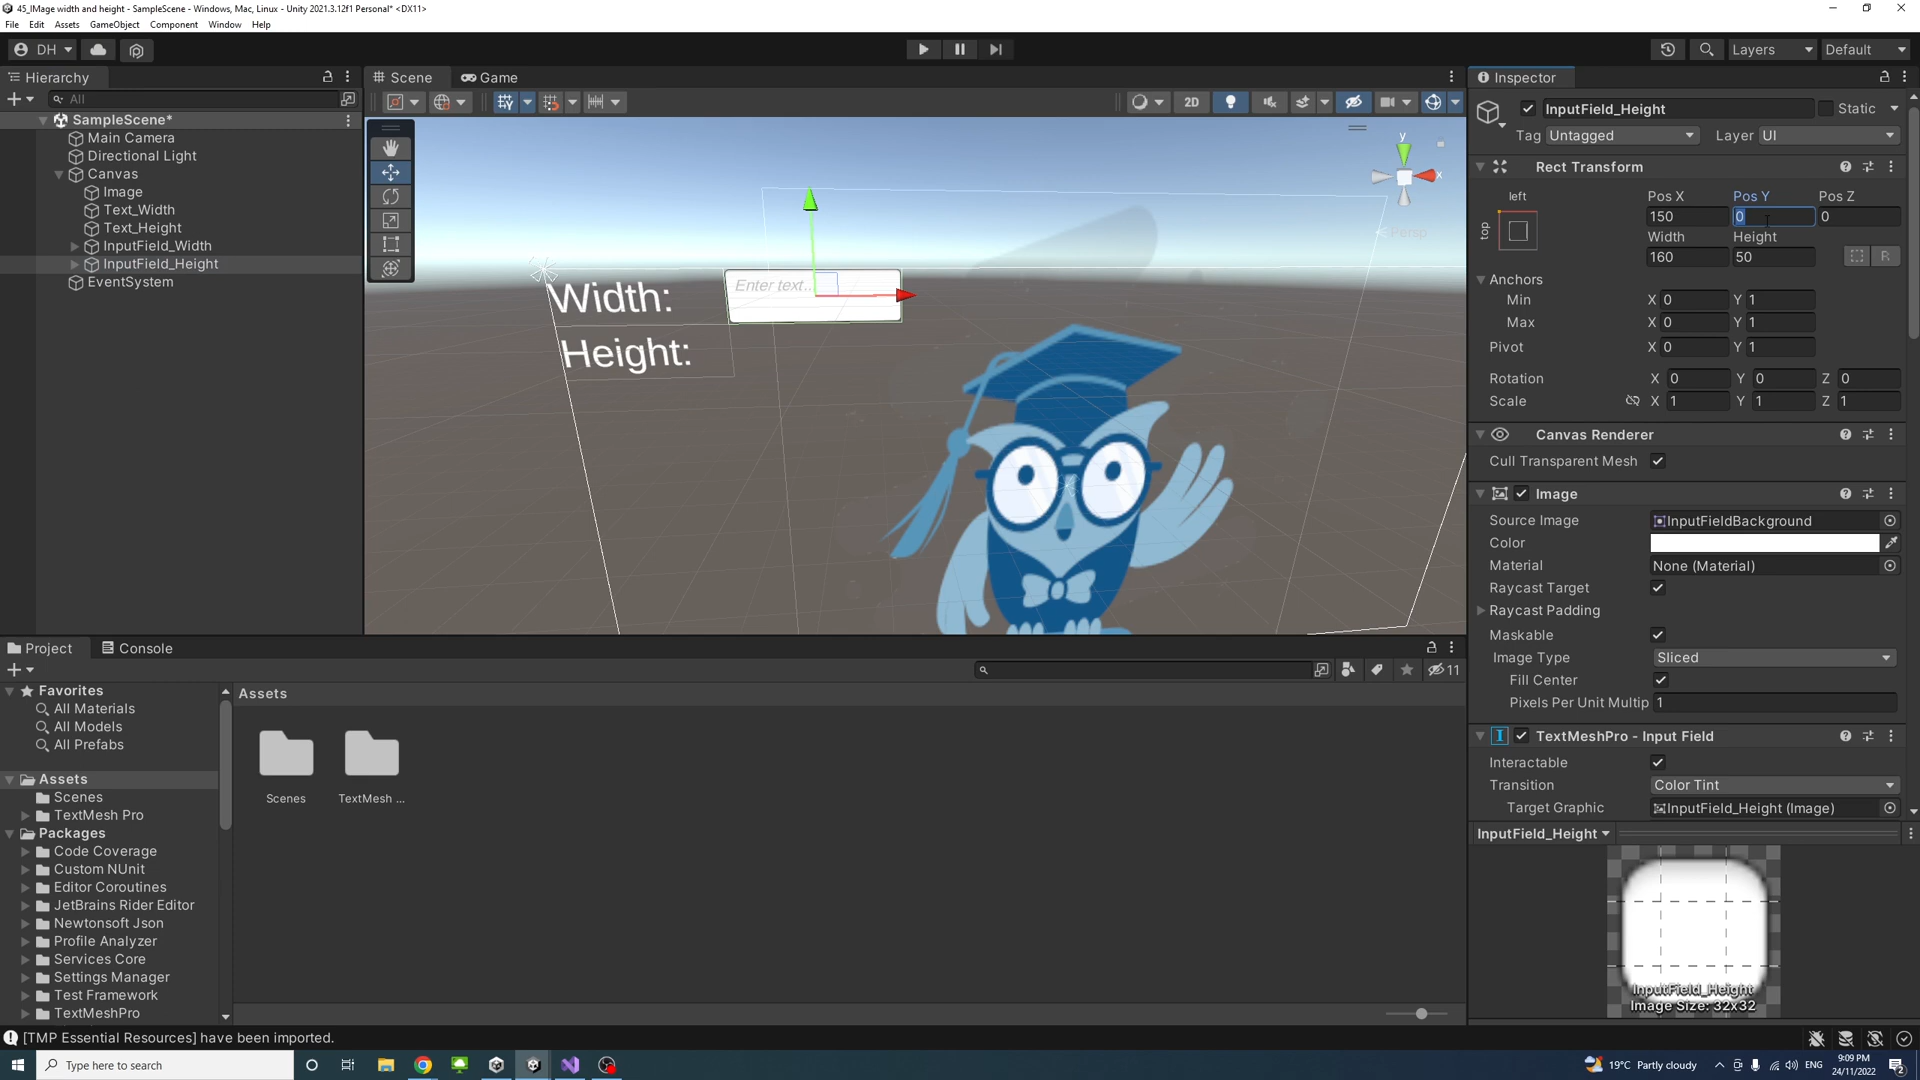 45_IMage width and height - SampleScene - Windows, Mac, Linux - Unity 2021.3.12f1 Personal* <DX11>
File Edit Assets GameObject Component Window Help
DH
Layers Default
Hierarchy
All
SampleScene*
Main Camera
Directional Light
Canvas
Image
Text_Width
Text_Height
InputField_Width
InputField_Height
EventSystem
Scene Game
2D
y
x
Persp
Width:
Enter text...
Height:
Inspector
InputField_Height
Static
Tag Untagged Layer UI
Rect Transform
left
top
Pos X Pos Y Pos Z
150 0 0
Width Height
160 50
R
Anchors
Min X 0 Y 1
Max X 0 Y 1
Pivot X 0 Y 1
Rotation X 0 Y 0 Z 0
Scale X 1 Y 1 Z 1
Canvas Renderer
Cull Transparent Mesh
Image
Source Image InputFieldBackground
Color
Material None (Material)
Raycast Target
Raycast Padding
Maskable
Image Type Sliced
Fill Center
Pixels Per Unit Multip 1
TextMeshPro - Input Field
Interactable
Transition Color Tint
Target Graphic InputField_Height (Image)
InputField_Height
InputField_Height
Image Size: 32x32
Project Console
11
Favorites
All Materials
All Models
All Prefabs
Assets
Scenes
TextMesh Pro
Packages
Code Coverage
Custom NUnit
Editor Coroutines
JetBrains Rider Editor
Newtonsoft Json
Profile Analyzer
Services Core
Settings Manager
Test Framework
TextMeshPro
Assets
Scenes
TextMesh ...
[TMP Essential Resources] have been imported.
Type here to search
19°C Partly cloudy
ENG
9:09 PM
24/11/2022
2